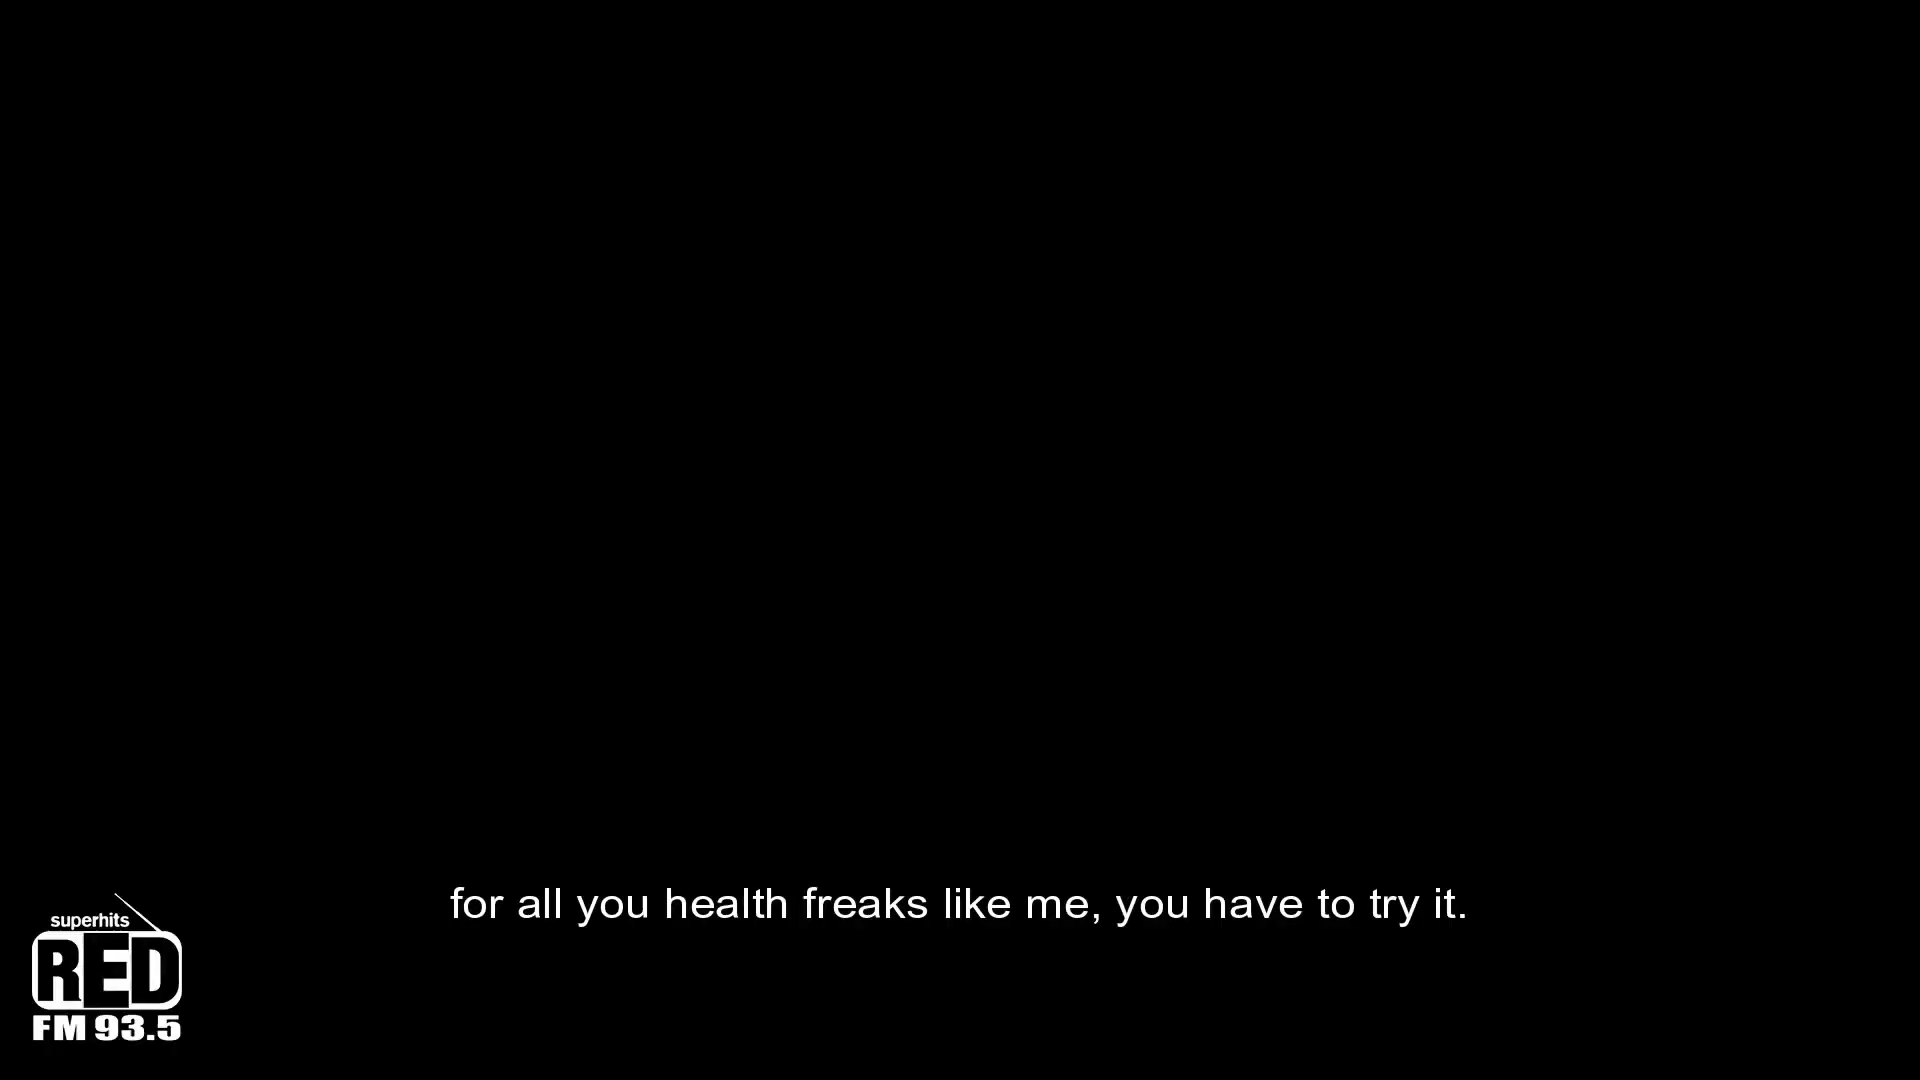 for all you health freaks like me, you have to try it.
superhits
RED
FM 93.5